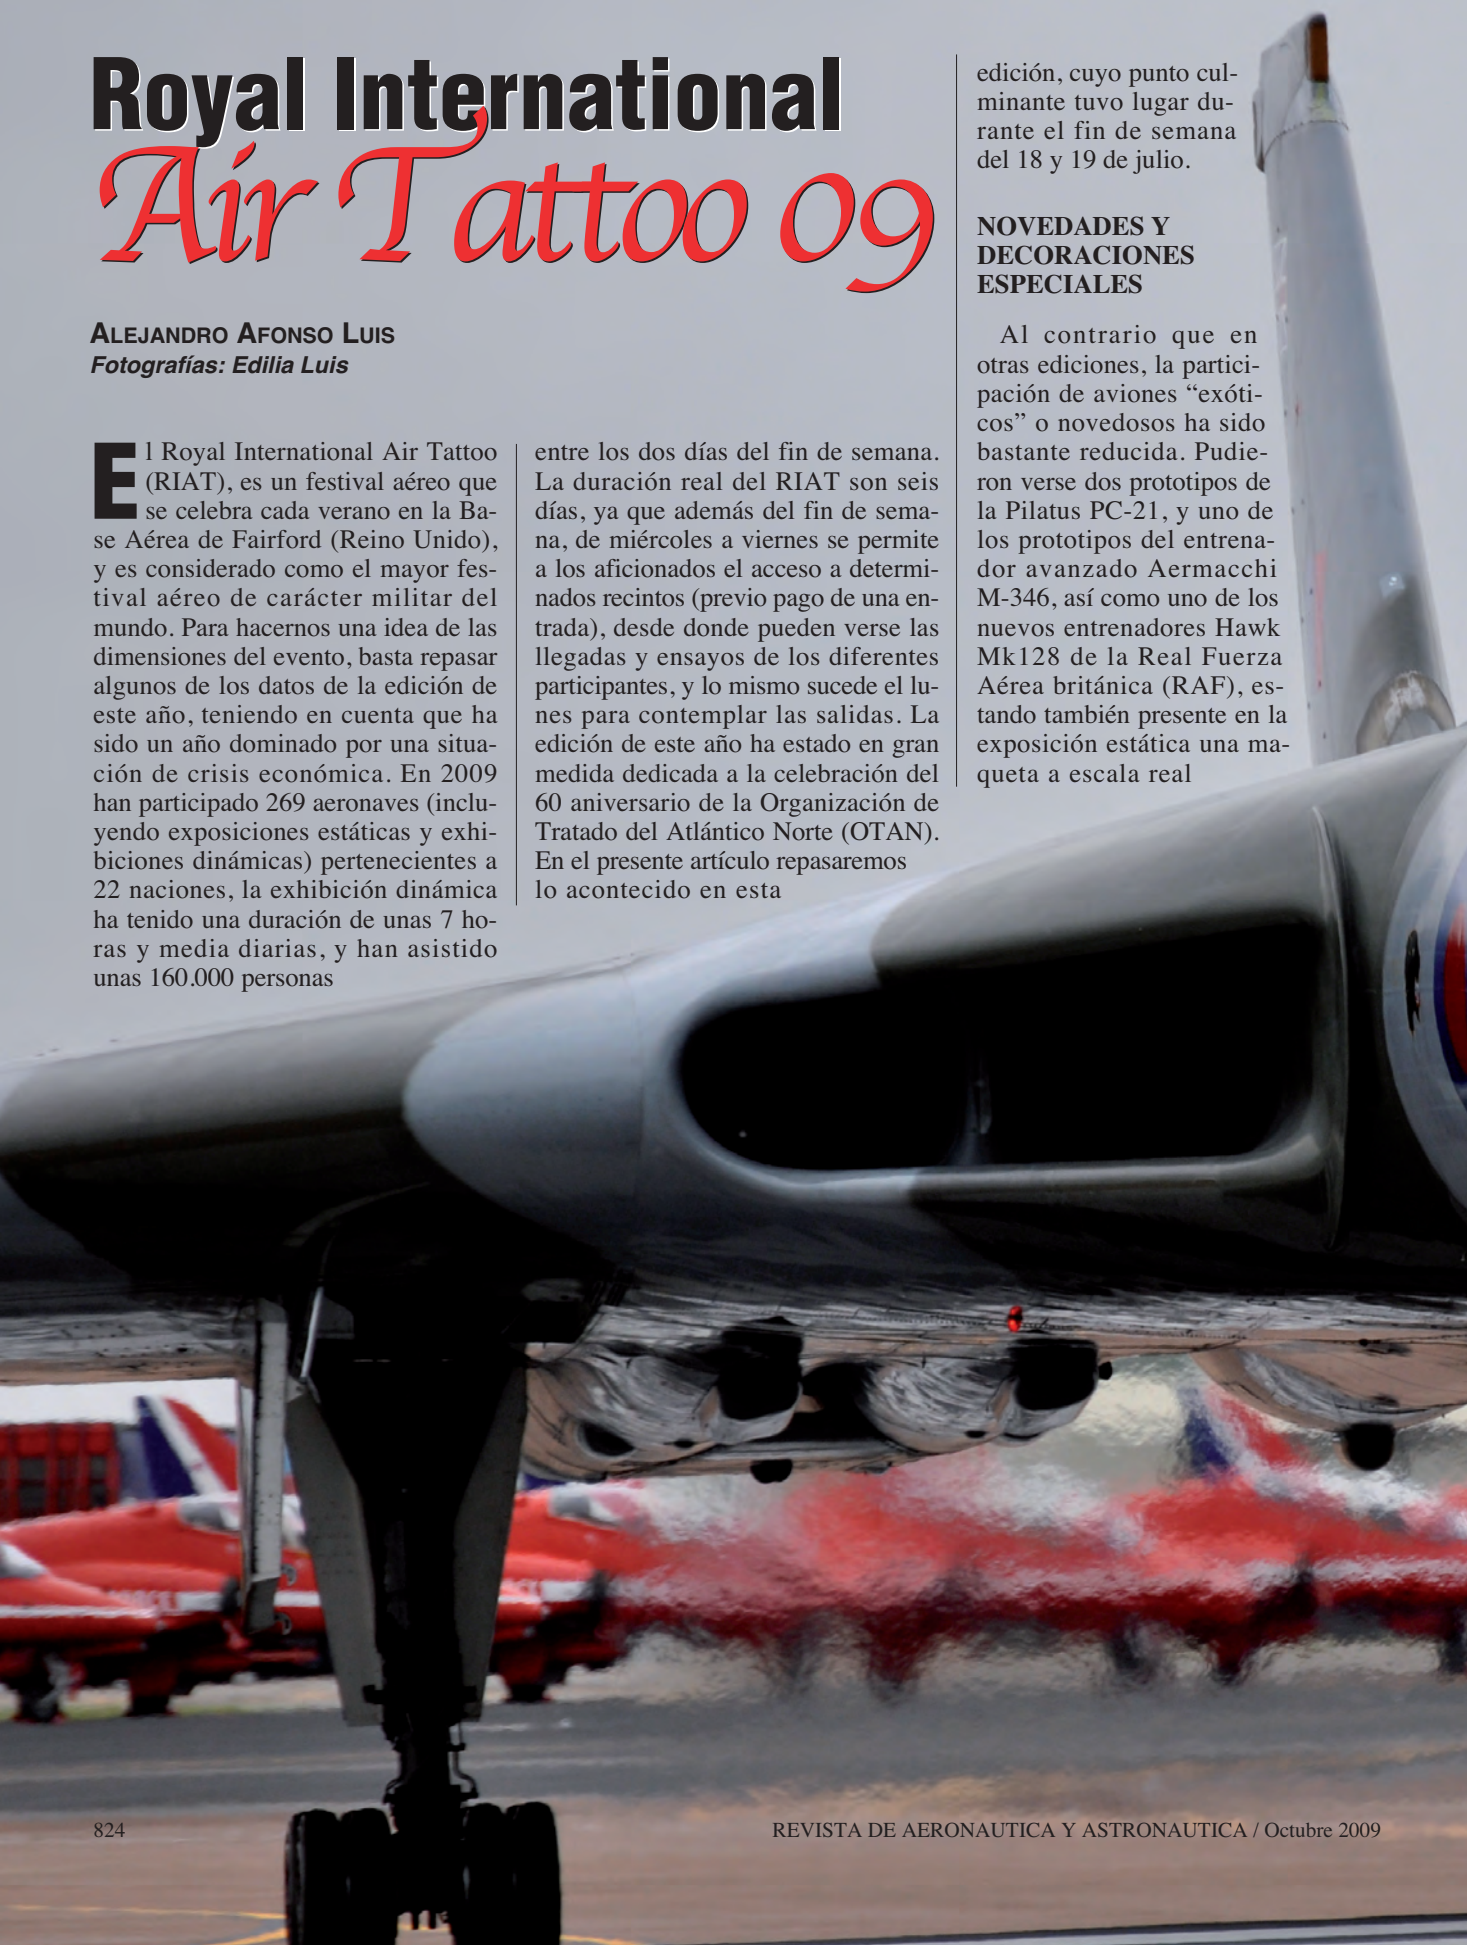 Royal International
Air Tattoo 09
ALEJANDRO AFONSO LUIS
Fotografías: Edilia Luis
El Royal International Air Tattoo
(RIAT), es un festival aéreo que
se celebra cada verano en la Ba-
se Aérea de Fairford (Reino Unido),
y es considerado como el mayor fes-
tival aéreo de carácter militar del
mundo. Para hacernos una idea de las
dimensiones del evento, basta repasar
algunos de los datos de la edición de
este año, teniendo en cuenta que ha
sido un año dominado por una situa-
ción de crisis económica. En 2009
han participado 269 aeronaves (inclu-
yendo exposiciones estáticas y exhi-
biciones dinámicas) pertenecientes a
22 naciones, la exhibición dinámica
ha tenido una duración de unas 7 ho-
ras y media diarias, y han asistido
unas 160.000 personas
entre los dos días del fin de semana.
La duración real del RIAT son seis
días, ya que además del fin de sema-
na, de miércoles a viernes se permite
a los aficionados el acceso a determi-
nados recintos (previo pago de una en-
trada), desde donde pueden verse las
llegadas y ensayos de los diferentes
participantes, y lo mismo sucede el lu-
nes para contemplar las salidas. La
edición de este año ha estado en gran
medida dedicada a la celebración del
60 aniversario de la Organización de
Tratado del Atlántico Norte (OTAN).
En el presente artículo repasaremos
lo acontecido en esta
edición, cuyo punto cul-
minante tuvo lugar du-
rante el fin de semana
del 18 y 19 de julio.
NOVEDADES Y
DECORACIONES
ESPECIALES
Al contrario que en
otras ediciones, la partici-
pación de aviones “exóti-
cos” o novedosos ha sido
bastante reducida. Pudie-
ron verse dos prototipos de
la Pilatus PC-21, y uno de
los prototipos del entrena-
dor avanzado Aermacchi
M-346, así como uno de los
nuevos entrenadores Hawk
Mk128 de la Real Fuerza
Aérea británica (RAF), es-
tando también presente en la
exposición estática una ma-
queta a escala real
824
REVISTA DE AERONAUTICA Y ASTRONAUTICA / Octubre 2009